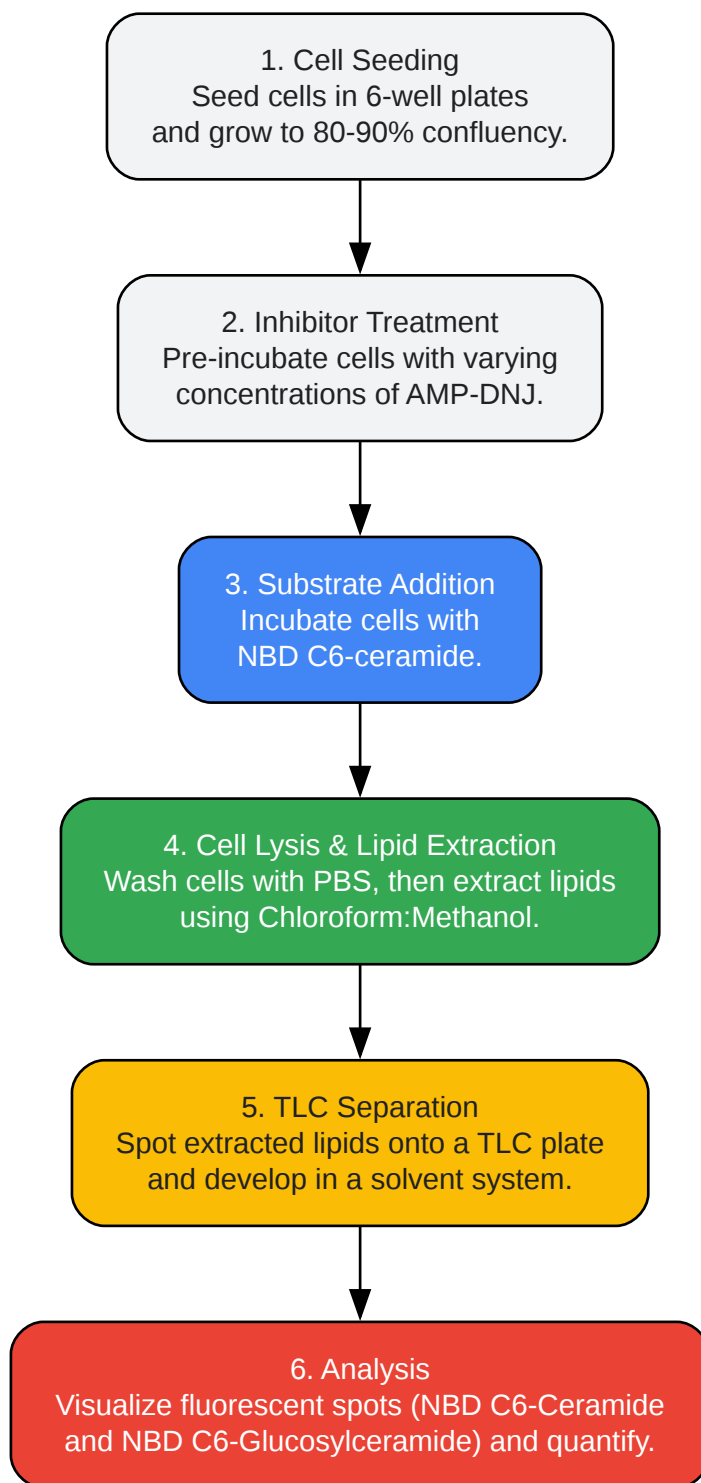 1. Cell Seeding
Seed cells in 6-well plates
and grow to 80-90% confluency.
2. Inhibitor Treatment
Pre-incubate cells with varying
concentrations of AMP-DNJ.
3. Substrate Addition
Incubate cells with
NBD C6-ceramide.
4. Cell Lysis & Lipid Extraction
Wash cells with PBS, then extract lipids
using Chloroform:Methanol.
5. TLC Separation
Spot extracted lipids onto a TLC plate
and develop in a solvent system.
6. Analysis
Visualize fluorescent spots (NBD C6-Ceramide
and NBD C6-Glucosylceramide) and quantify.